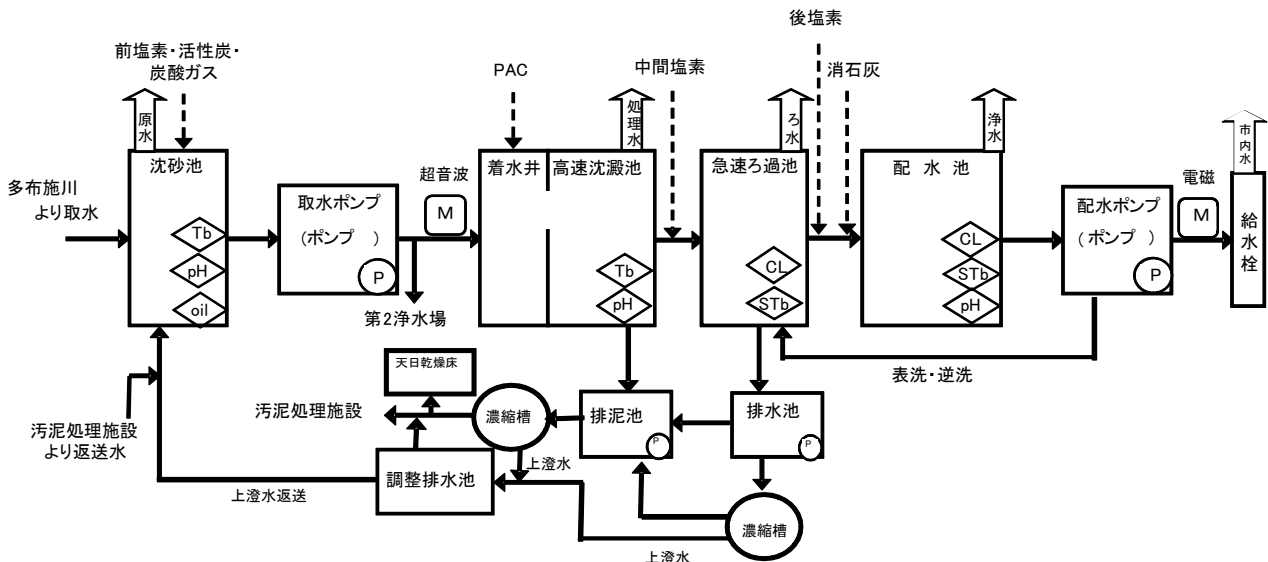 前塩素・活性炭・
炭酸ガス
PAC
中間塩素
後塩素
消石灰
原水
処理水
ろ水
浄水
市内水
沈砂池
着水井
高速沈澱池
急速ろ過池
配 水 池
多布施川
より取水
取水ポンプ
(ポンプ )
超音波
M
配水ポンプ
(ポンプ )
電磁
M
給水栓
Tb
pH
oil
P
Tb
pH
CL
STb
CL
STb
pH
P
第2浄水場
表洗・逆洗
天日乾燥床
汚泥処理施設
濃縮槽
排泥池
P
排水池
P
汚泥処理施設
より返送水
上澄水
調整排水池
上澄水返送
濃縮槽
上澄水